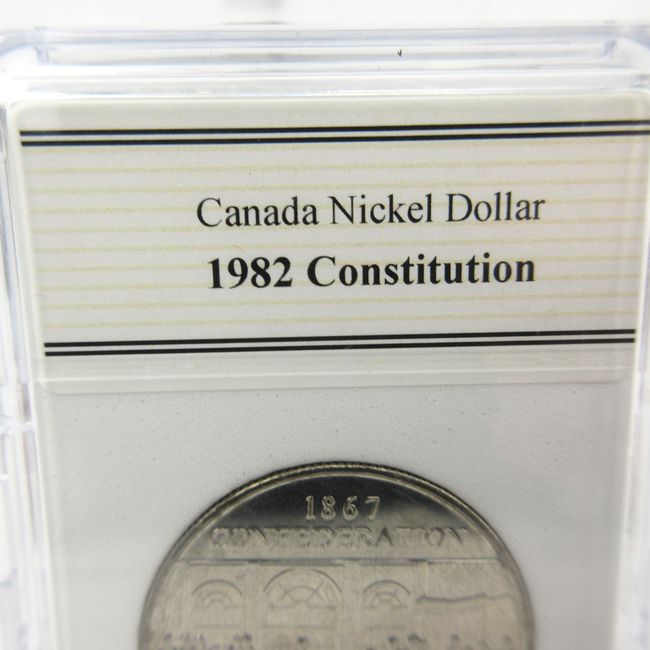 Canada Nickel Dollar
1982 Constitution
1867
CONFEDERATION